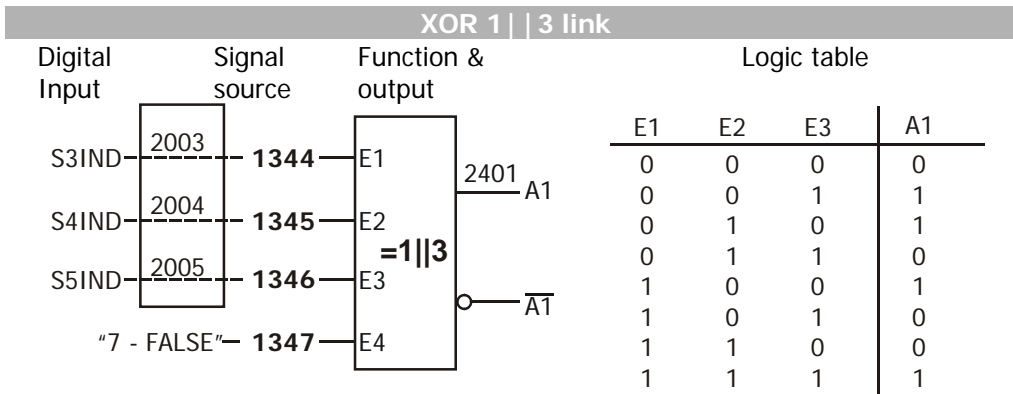 XOR 1||3 link
Digital Input
Signal source
Function & output
Logic table
S3IND 2003 1344 E1
S4IND 2004 1345 E2
S5IND 2005 1346 E3
"7 - FALSE" 1347 E4
=1||3
2401 A1
A1
E1 E2 E3 A1
0 0 0 0
0 0 1 1
0 1 0 1
0 1 1 0
1 0 0 1
1 0 1 0
1 1 0 0
1 1 1 1